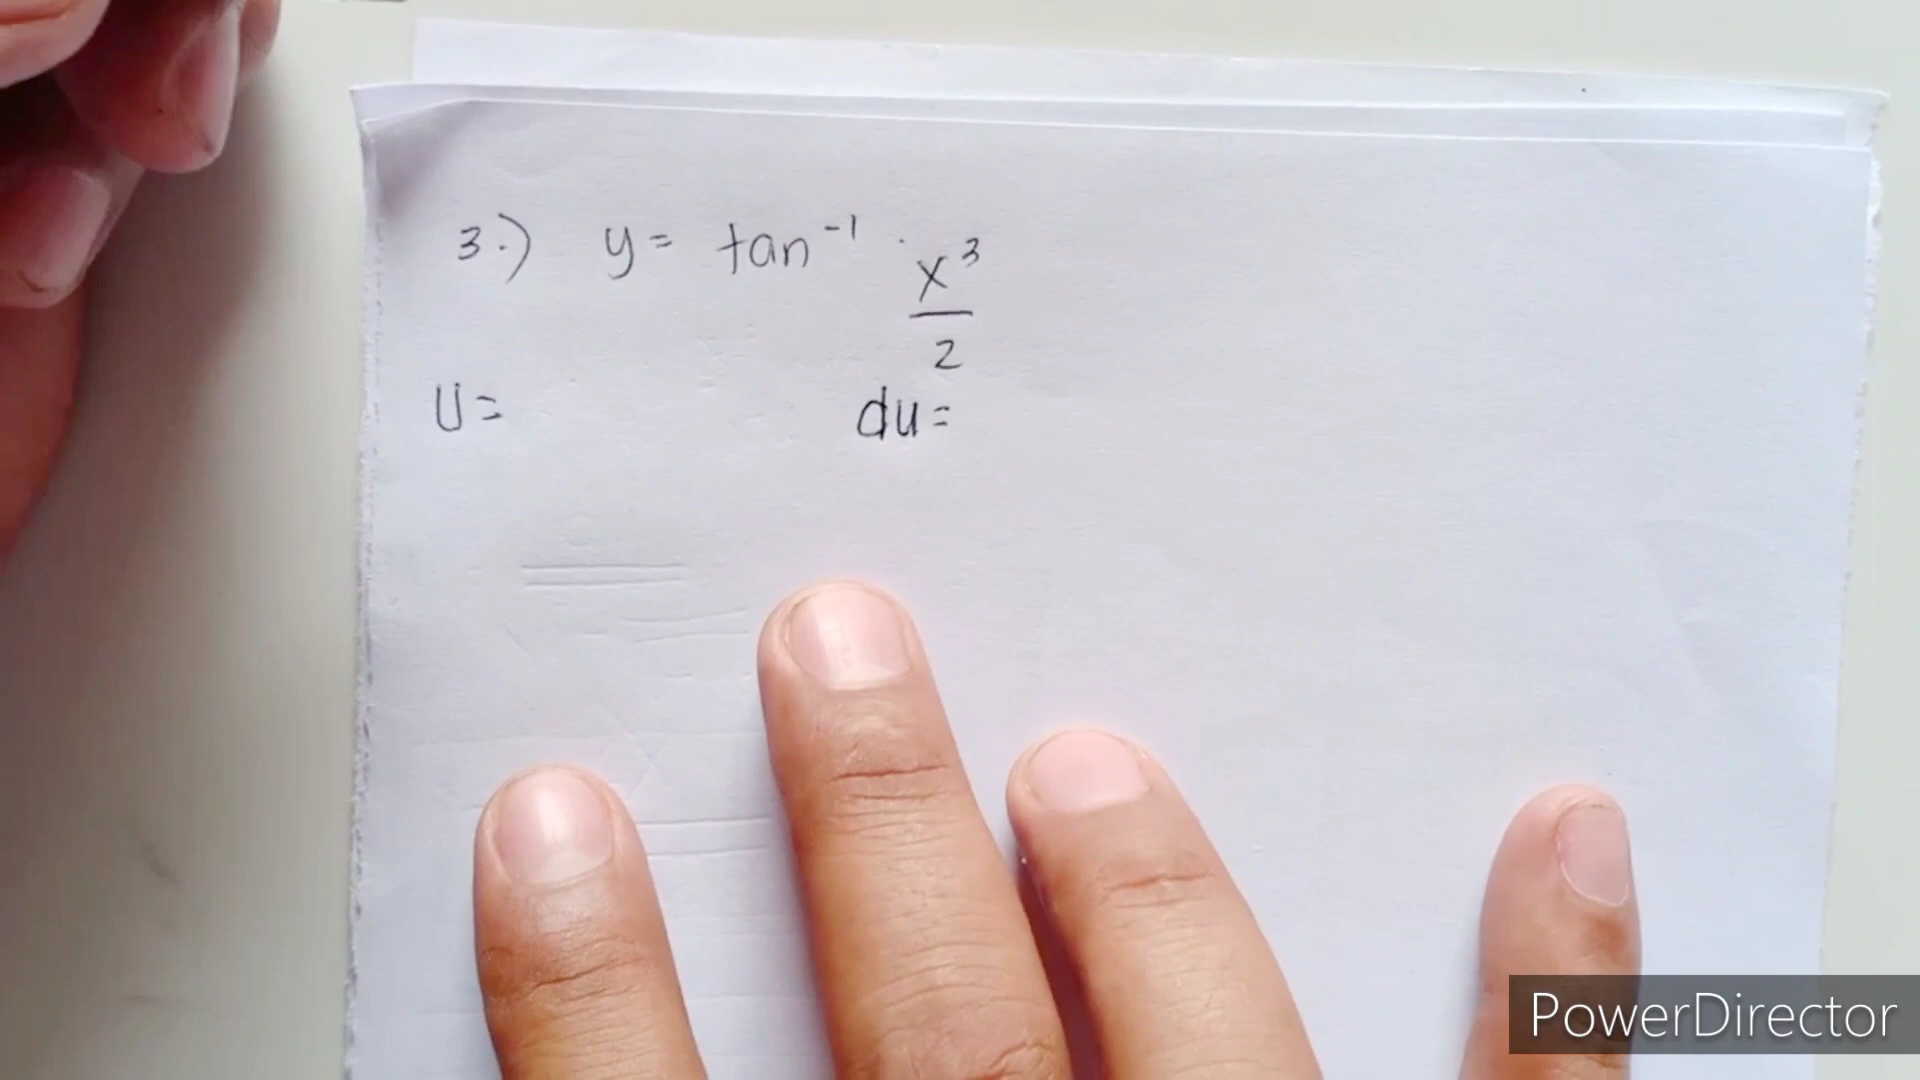 3.) y = tan⁻¹ x³/2
U= du=
PowerDirector